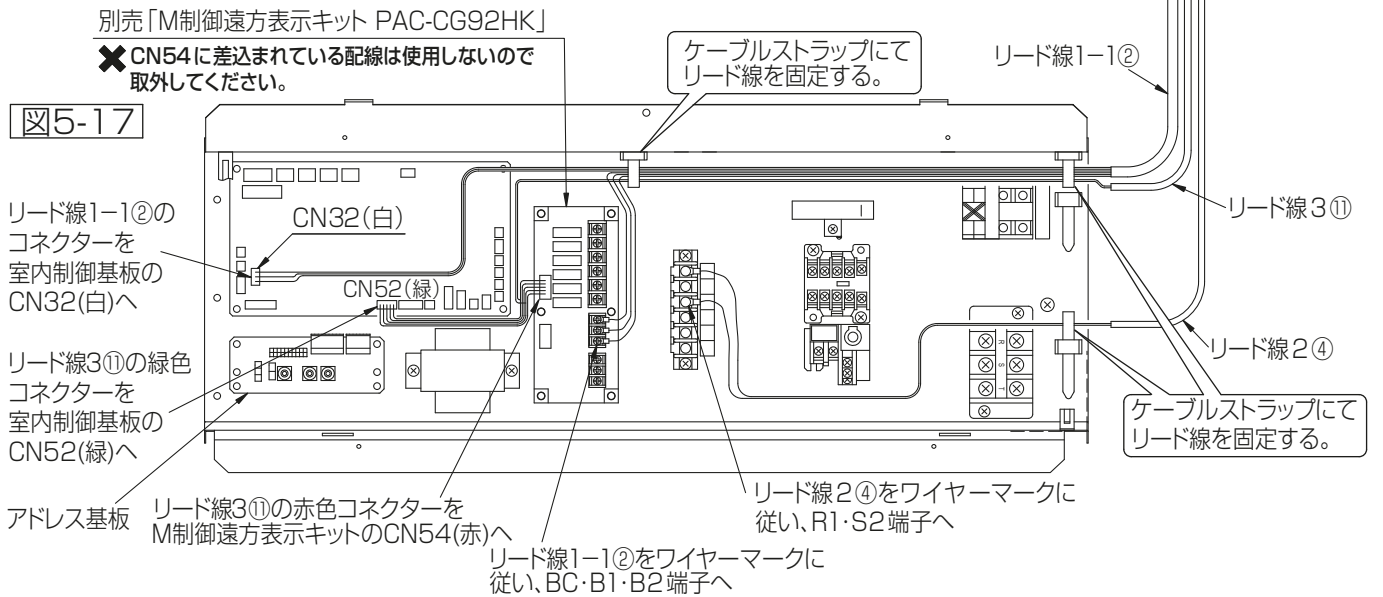 別売「M制御遠方表示キット PAC-CG92HK」
✖ CN54に差込まれている配線は使用しないので
取外してください。
ケーブルストラップにて
リード線を固定する。
リード線1−1②
図5-17
リード線1−1②の
コネクターを
室内制御基板の
CN32(白)へ
CN32(白)
リード線3⑪
CN52(緑)
リード線3⑪の緑色
コネクターを
室内制御基板の
CN52(緑)へ
R
S
T
リード線2④
ケーブルストラップにて
リード線を固定する。
アドレス基板
リード線3⑪の赤色コネクターを
M制御遠方表示キットのCN54(赤)へ
リード線2④をワイヤーマークに
従い、R1・S2端子へ
リード線1−1②をワイヤーマークに
従い、BC・B1・B2端子へ